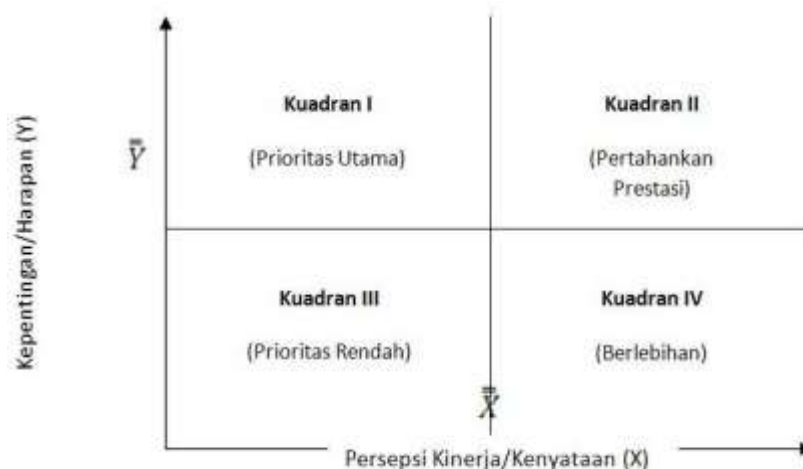 Kepentingan/Harapan (Y)
Y̿
Kuadran I
(Prioritas Utama)
Kuadran II
(Pertahankan
Prestasi)
Kuadran III
(Prioritas Rendah)
Kuadran IV
(Berlebihan)
X̿
Persepsi Kinerja/Kenyataan (X)